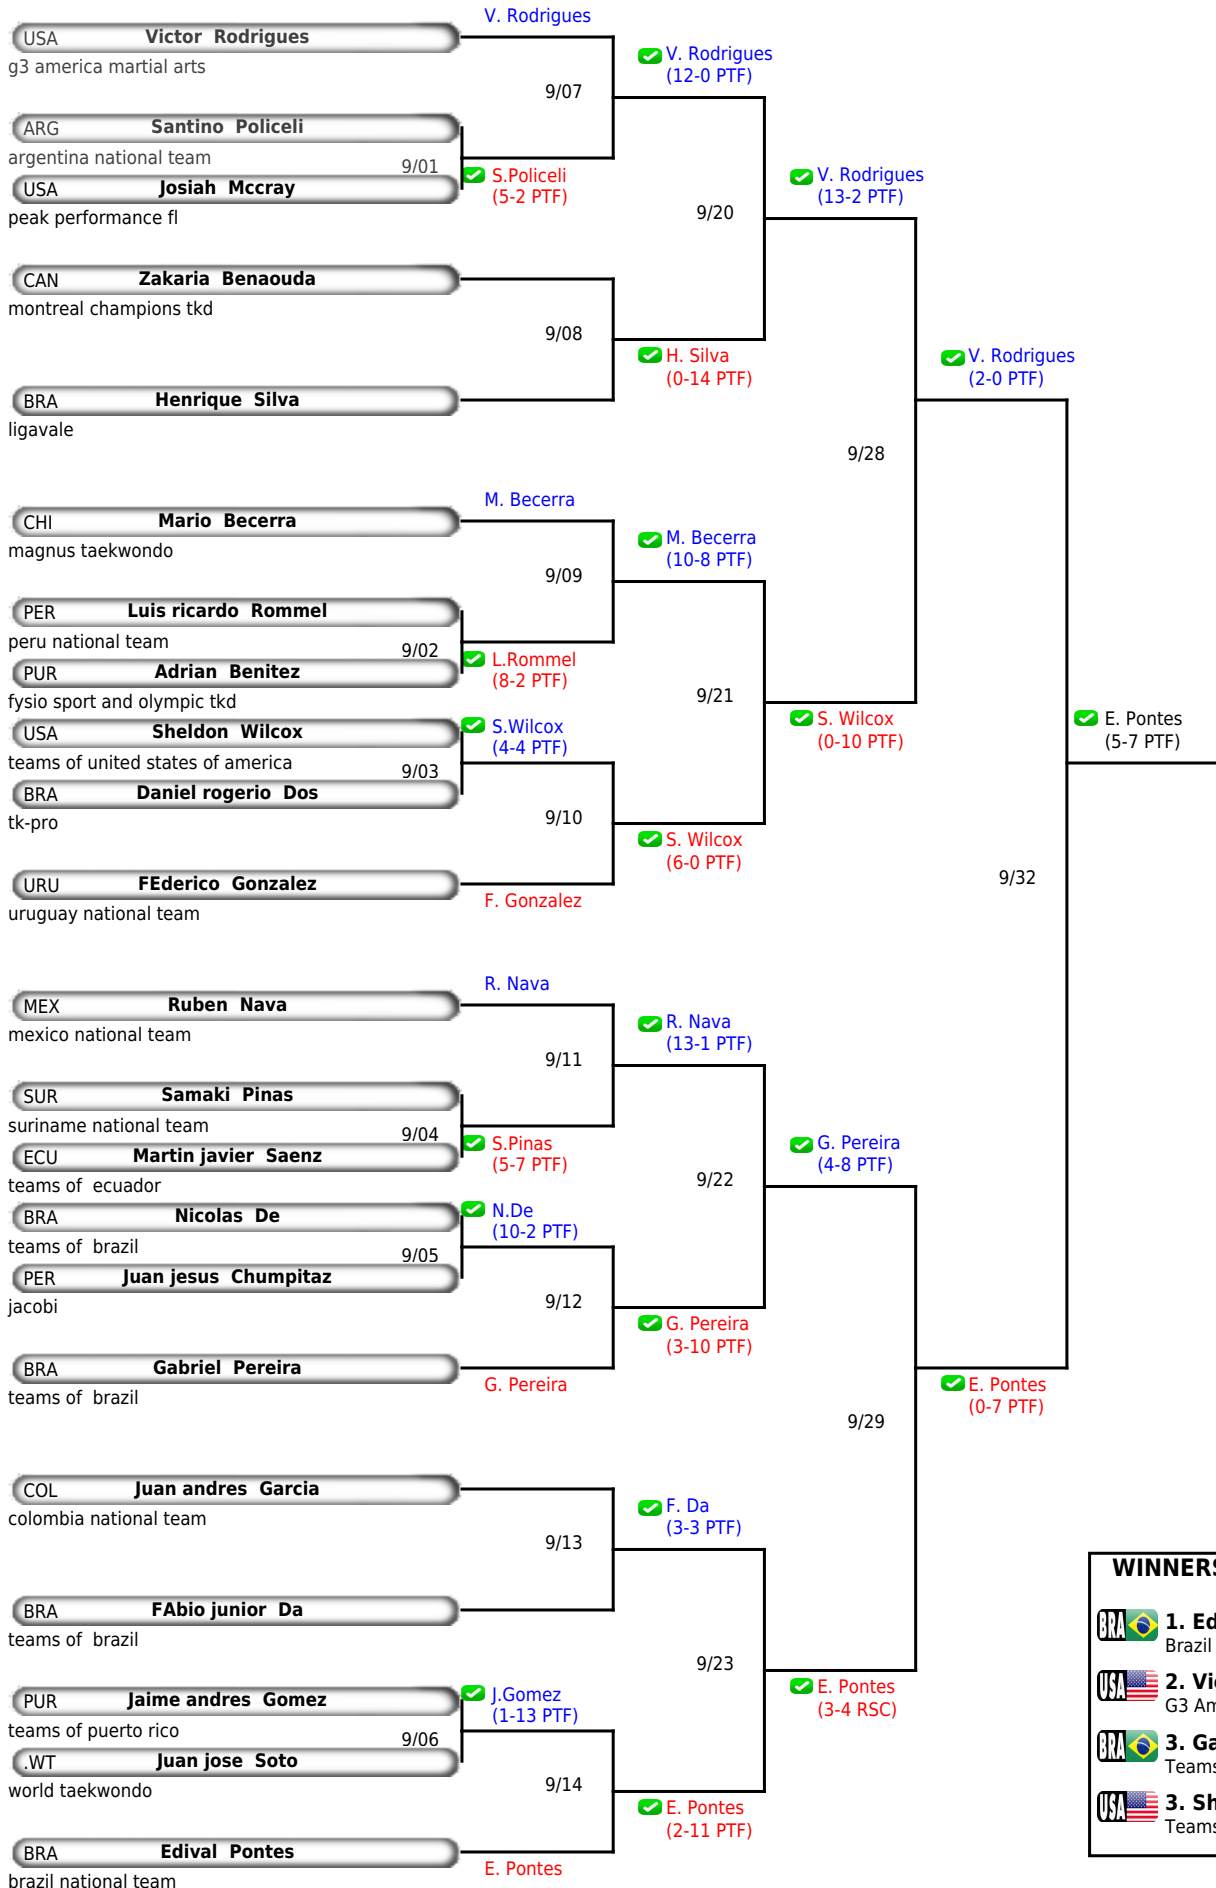 V. Rodrigues
USA Victor Rodrigues
g3 america martial arts
V. Rodrigues
(12-0 PTF)
9/07
ARG Santino Policeli
argentina national team
9/01
S.Policeli
(5-2 PTF)
USA Josiah Mccray
peak performance fl
V. Rodrigues
(13-2 PTF)
9/20
CAN Zakaria Benaouda
montreal champions tkd
9/08
H. Silva
(0-14 PTF)
BRA Henrique Silva
ligavale
V. Rodrigues
(2-0 PTF)
9/28
M. Becerra
CHI Mario Becerra
magnus taekwondo
M. Becerra
(10-8 PTF)
9/09
PER Luis ricardo Rommel
peru national team
9/02
L.Rommel
(8-2 PTF)
PUR Adrian Benitez
fysio sport and olympic tkd
9/21
S. Wilcox
(0-10 PTF)
USA Sheldon Wilcox
teams of united states of america
S.Wilcox
(4-4 PTF)
9/03
BRA Daniel rogerio Dos
tk-pro
9/10
S. Wilcox
(6-0 PTF)
URU FEderico Gonzalez
uruguay national team
F. Gonzalez
E. Pontes
(5-7 PTF)
9/32
R. Nava
MEX Ruben Nava
mexico national team
R. Nava
(13-1 PTF)
9/11
SUR Samaki Pinas
suriname national team
9/04
S.Pinas
(5-7 PTF)
ECU Martin javier Saenz
teams of ecuador
G. Pereira
(4-8 PTF)
9/22
BRA Nicolas De
teams of brazil
N.De
(10-2 PTF)
9/05
PER Juan jesus Chumpitaz
jacobi
9/12
G. Pereira
(3-10 PTF)
BRA Gabriel Pereira
teams of brazil
G. Pereira
E. Pontes
(0-7 PTF)
9/29
COL Juan andres Garcia
colombia national team
F. Da
(3-3 PTF)
9/13
BRA FAbio junior Da
teams of brazil
9/23
E. Pontes
(3-4 RSC)
PUR Jaime andres Gomez
teams of puerto rico
J.Gomez
(1-13 PTF)
9/06
.WT Juan jose Soto
world taekwondo
9/14
E. Pontes
(2-11 PTF)
BRA Edival Pontes
brazil national team
E. Pontes
WINNERS
BRA 1. Ed
Brazil
USA 2. Vi
G3 Am
BRA 3. Ga
Teams
USA 3. Sh
Teams